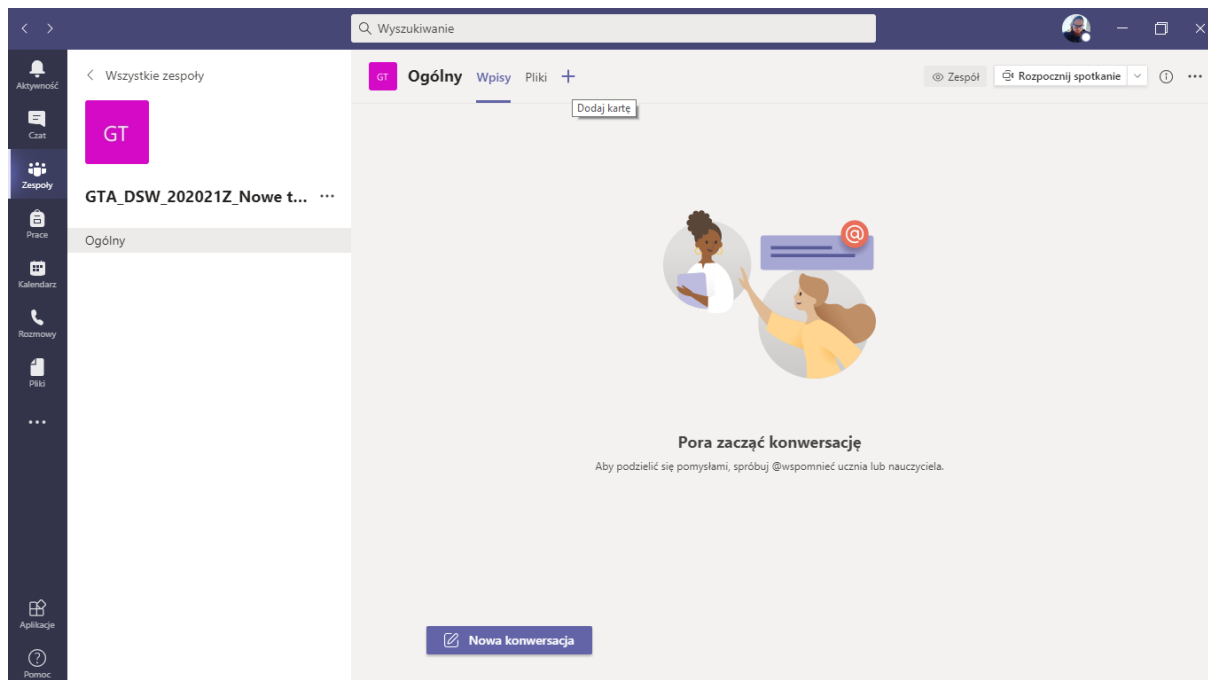 Wyszukiwanie
Aktywność
Czat
Zespoły
Prace
Kalendarz
Rozmowy
Pliki
Aplikacje
Pomoc
Wszystkie zespoły
GT
GTA_DSW_202021Z_Nowe t...
Ogólny
GT Ogólny Wpisy Pliki +
Dodaj kartę
Zespół Rozpocznij spotkanie
@
Pora zacząć konwersację
Aby podzielić się pomysłami, spróbuj @wspomnieć ucznia lub nauczyciela.
Nowa konwersacja